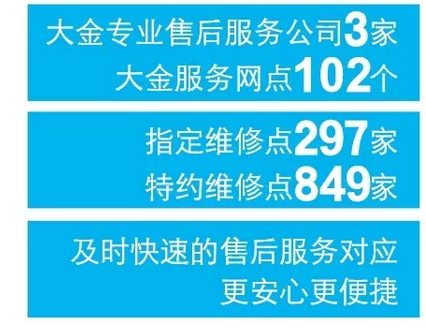 大金专业售后服务公司3家
大金服务网点102个
指定维修点297家
特约维修点849家
及时快速的售后服务对应
更安心更便捷